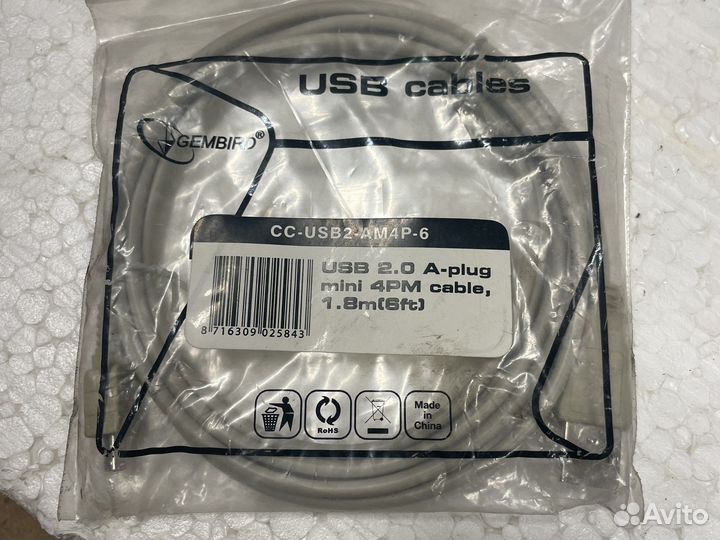 USB cables
GEMBIRD®
CC-USB2-AM4P-6
USB 2.0 A-plug
mini 4PM cable,
1.8m(6ft)
8 716309 025843
RoHS
Made
in
China
Avito